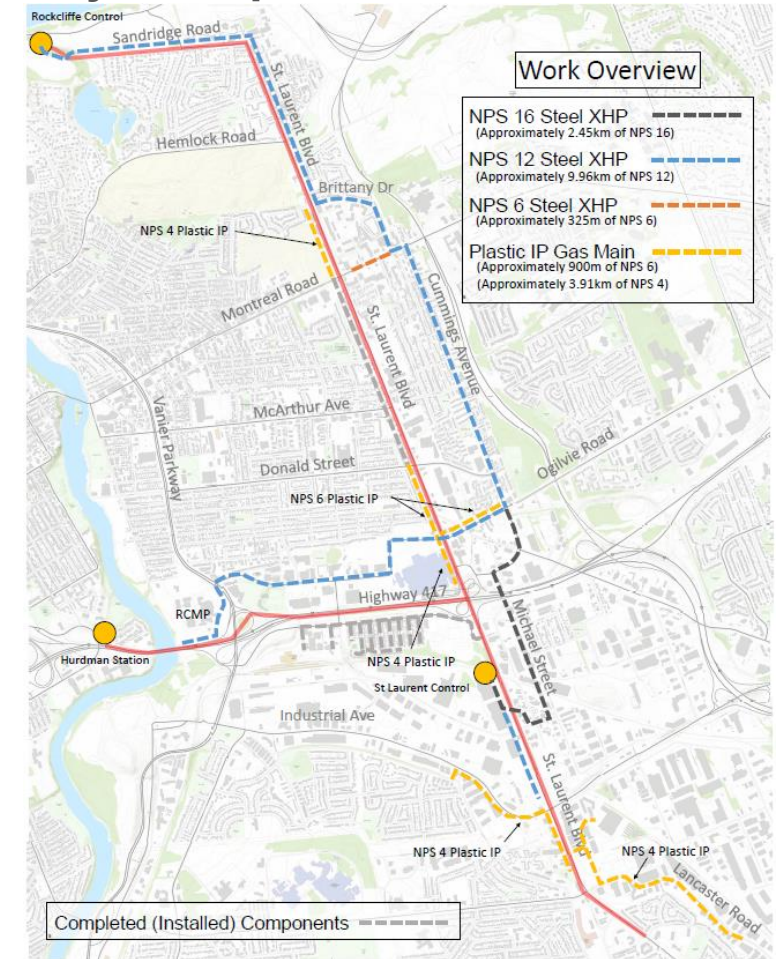 Rockcliffe Control
Sandridge Road
St. Laurent Blvd
Work Overview
NPS 16 Steel XHP
(Approximately 2.45km of NPS 16)
NPS 12 Steel XHP
(Approximately 9.96km of NPS 12)
NPS 6 Steel XHP
(Approximately 325m of NPS 6)
Plastic IP Gas Main
(Approximately 900m of NPS 6)
(Approximately 3.91km of NPS 4)
Hemlock Road
Brittany Dr
NPS 4 Plastic IP
Montreal Road
St. Laurent Blvd
Cummings Avenue
Vanier Parkway
McArthur Ave
Donald Street
Ogilvie Road
NPS 6 Plastic IP
Highway 417
RCMP
Michael Street
Hurdman Station
NPS 4 Plastic IP
St Laurent Control
Industrial Ave
St. Laurent Blvd
NPS 4 Plastic IP
NPS 4 Plastic IP
Lancaster Road
Completed (Installed) Components